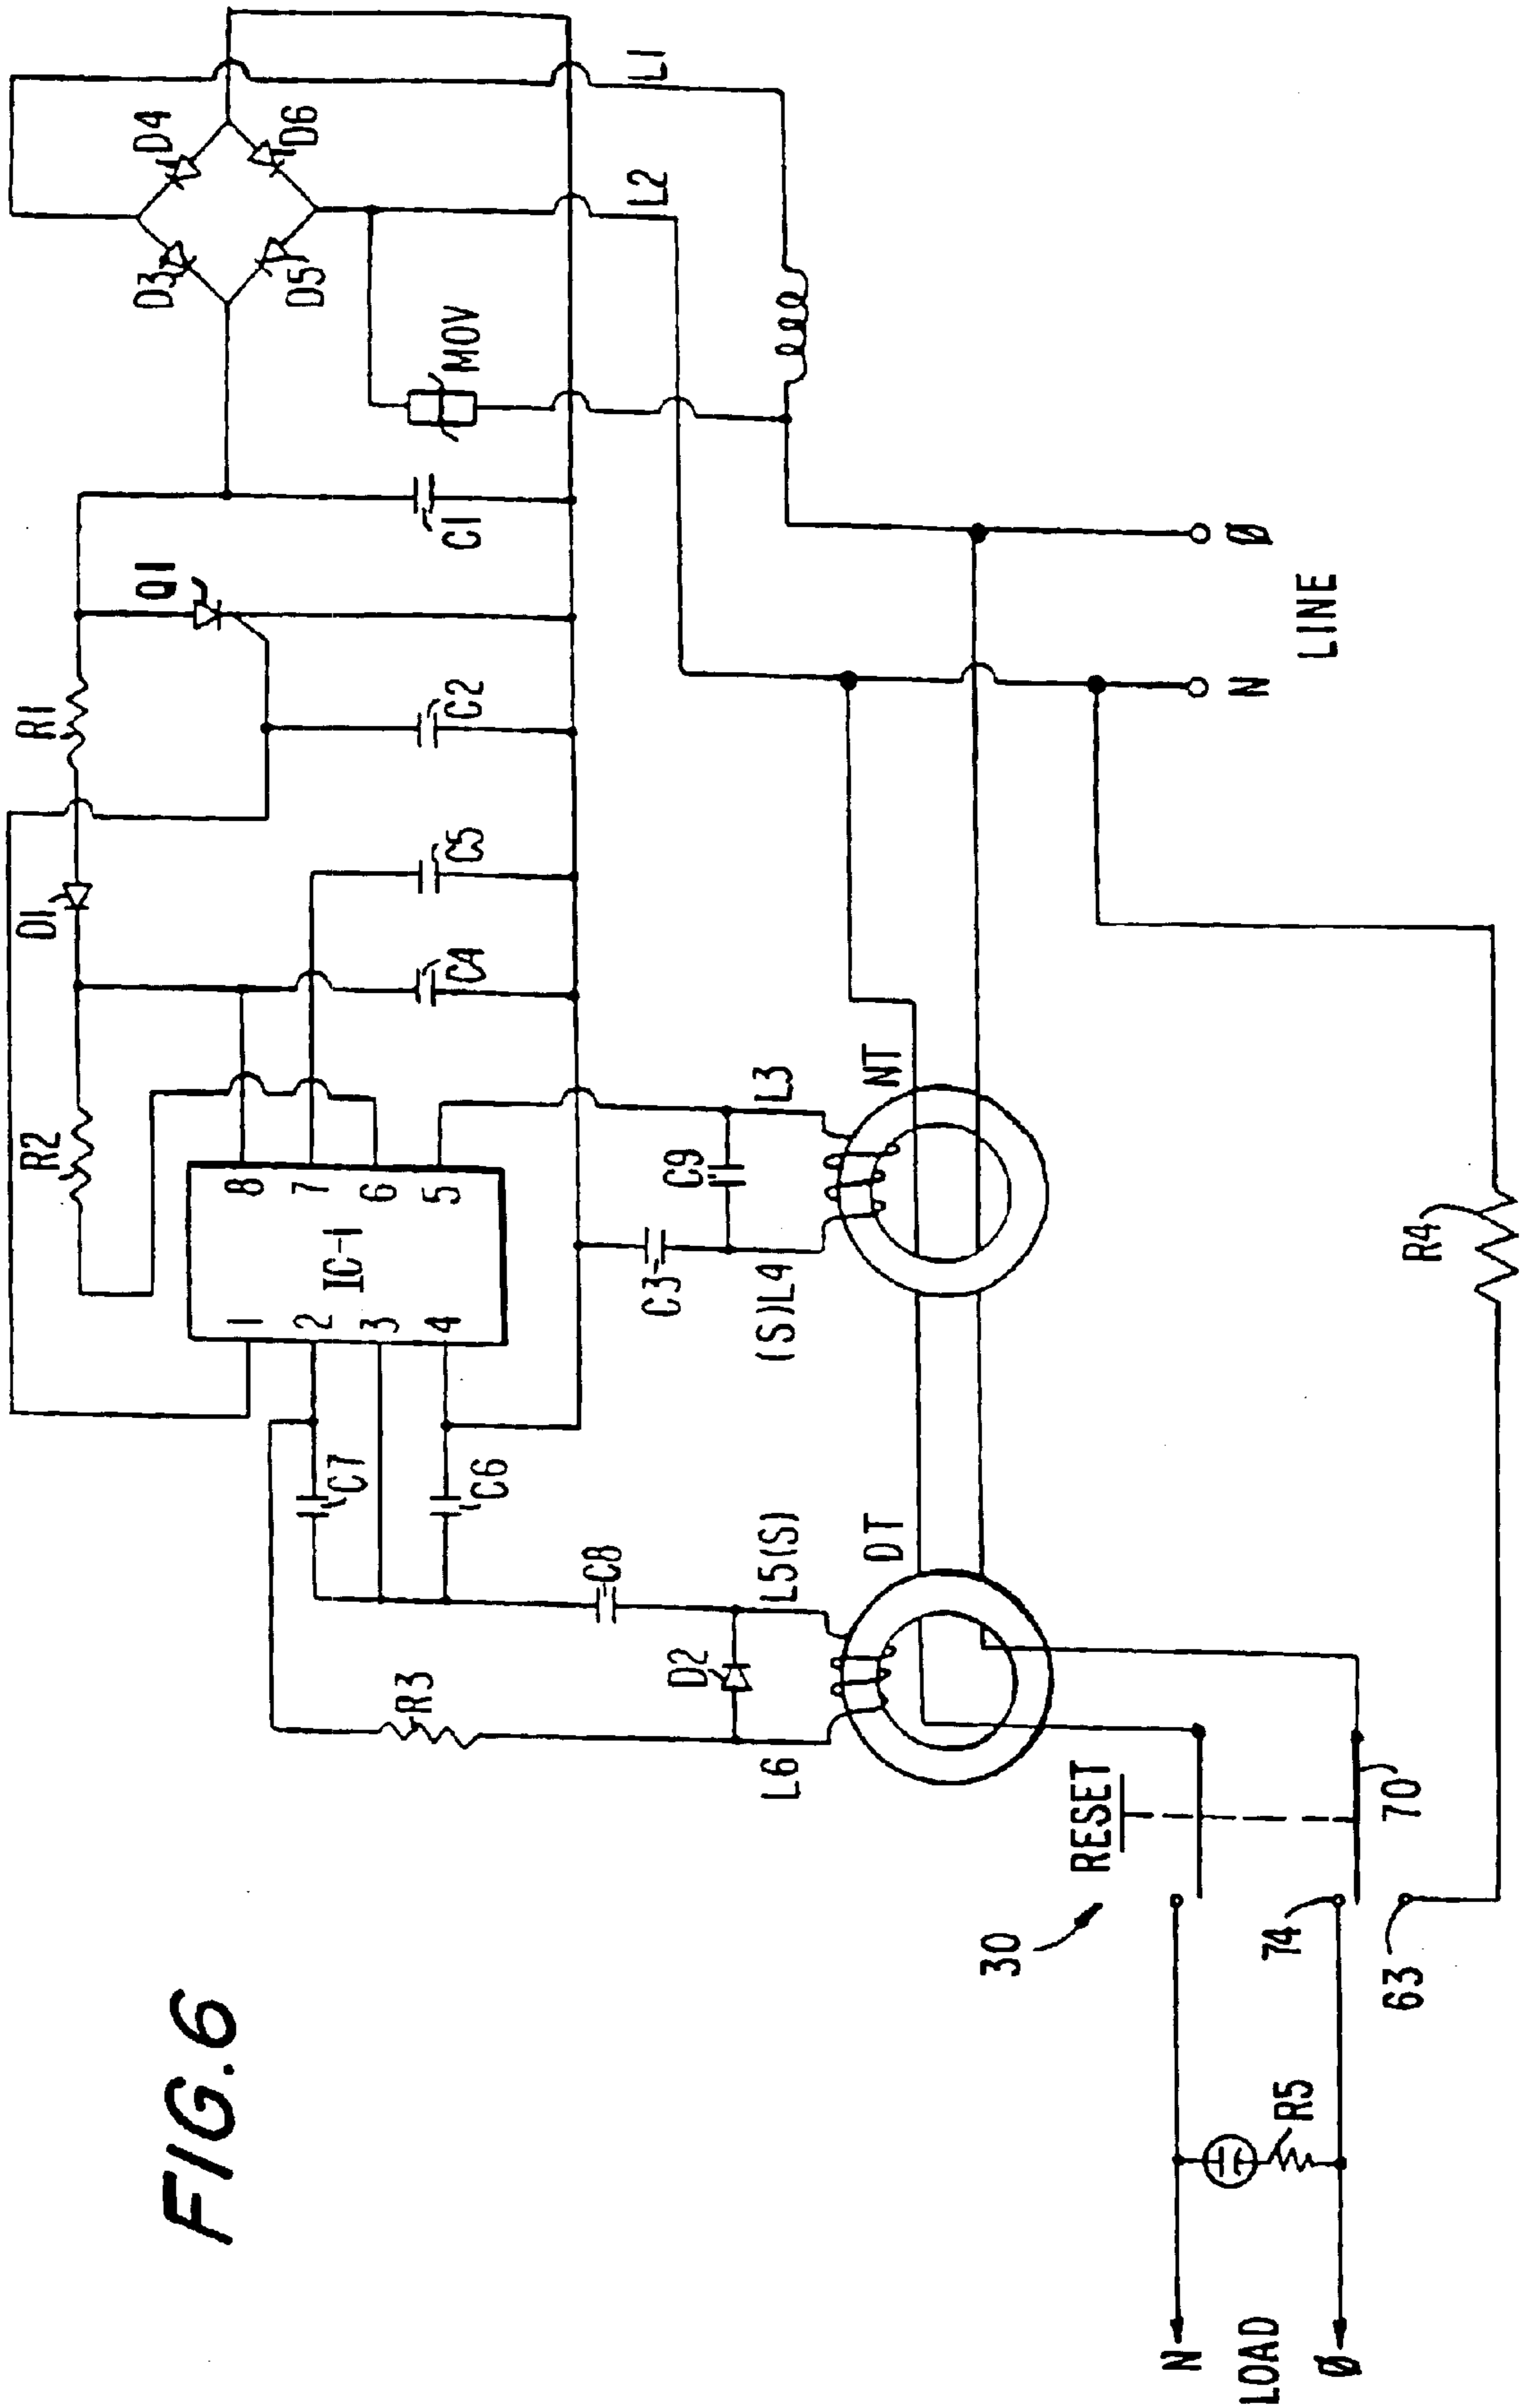 FIG.6
D4
D6
D3
D5
L1
L2
MOV
C1
Q1
R1
C2
D1
C5
C4
R2
8
7
6
5
IC-1
1
2
3
4
L3
C9
C3
(S)L4
NT
C7
C6
C8
R3
D2
L5(S)
L6
DT
Ø
N
LINE
R4
RESET
30
70
74
63
R5
N
LOAD
Ø